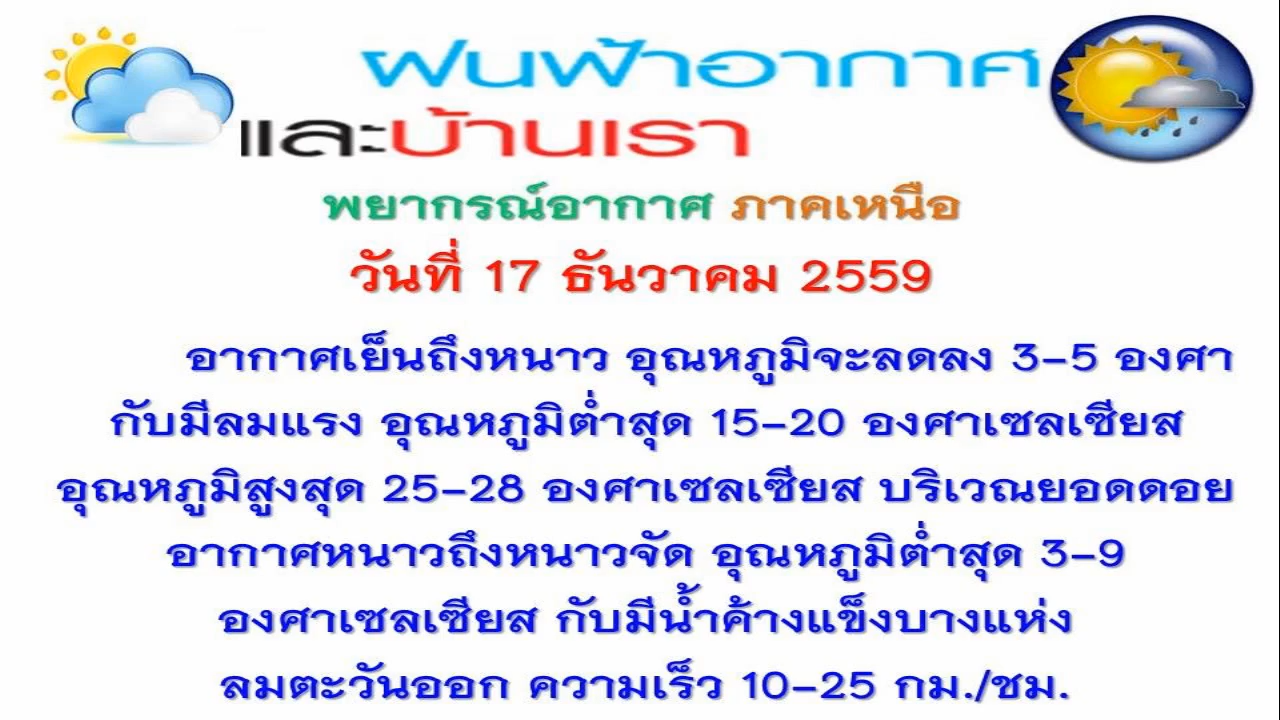 ฝนฟ้าอากาศ
และบ้านเรา
พยากรณ์อากาศ ภาคเหนือ
วันที่ 17 ธันวาคม 2559
อากาศเย็นถึงหนาว อุณหภูมิจะลดลง 3-5 องศา
กับมีลมแรง อุณหภูมิต่ำสุด 15-20 องศาเซลเซียส
อุณหภูมิสูงสุด 25-28 องศาเซลเซียส บริเวณยอดดอย
อากาศหนาวถึงหนาวจัด อุณหภูมิต่ำสุด 3-9
องศาเซลเซียส กับมีน้ำค้างแข็งบางแห่ง
ลมตะวันออก ความเร็ว 10-25 กม./ชม.